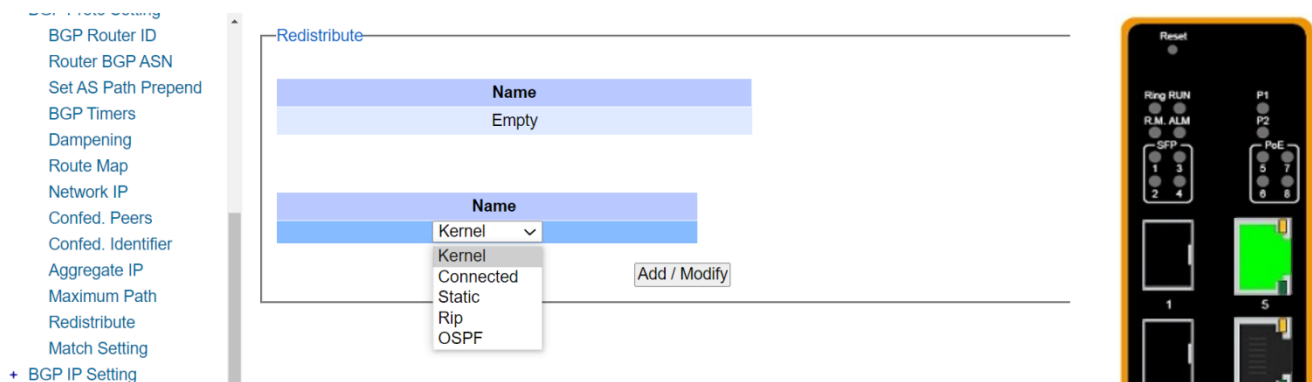 BGP Proto Setting
BGP Router ID
Router BGP ASN
Set AS Path Prepend
BGP Timers
Dampening
Route Map
Network IP
Confed. Peers
Confed. Identifier
Aggregate IP
Maximum Path
Redistribute
Match Setting
+ BGP IP Setting
Redistribute
Name
Empty
Name
Kernel
Kernel
Connected
Static
Rip
OSPF
Add / Modify
Reset
Ring RUN
P1
R.M. ALM
P2
SFP
PoE
1 3
5 7
2 4
6 8
1
5